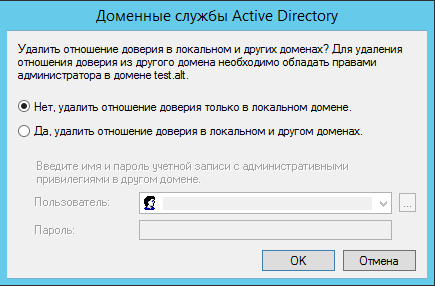 Доменные службы Active Directory
Удалить отношение доверия в локальном и других доменах? Для удаления
отношения доверия из другого домена необходимо обладать правами
администратора в домене test.alt.
Нет, удалить отношение доверия только в локальном домене.
Да, удалить отношение доверия в локальном и другом доменах.
Введите имя и пароль учетной записи с административными
привилегиями в другом домене.
Пользователь:
...
Пароль:
OK
Отмена